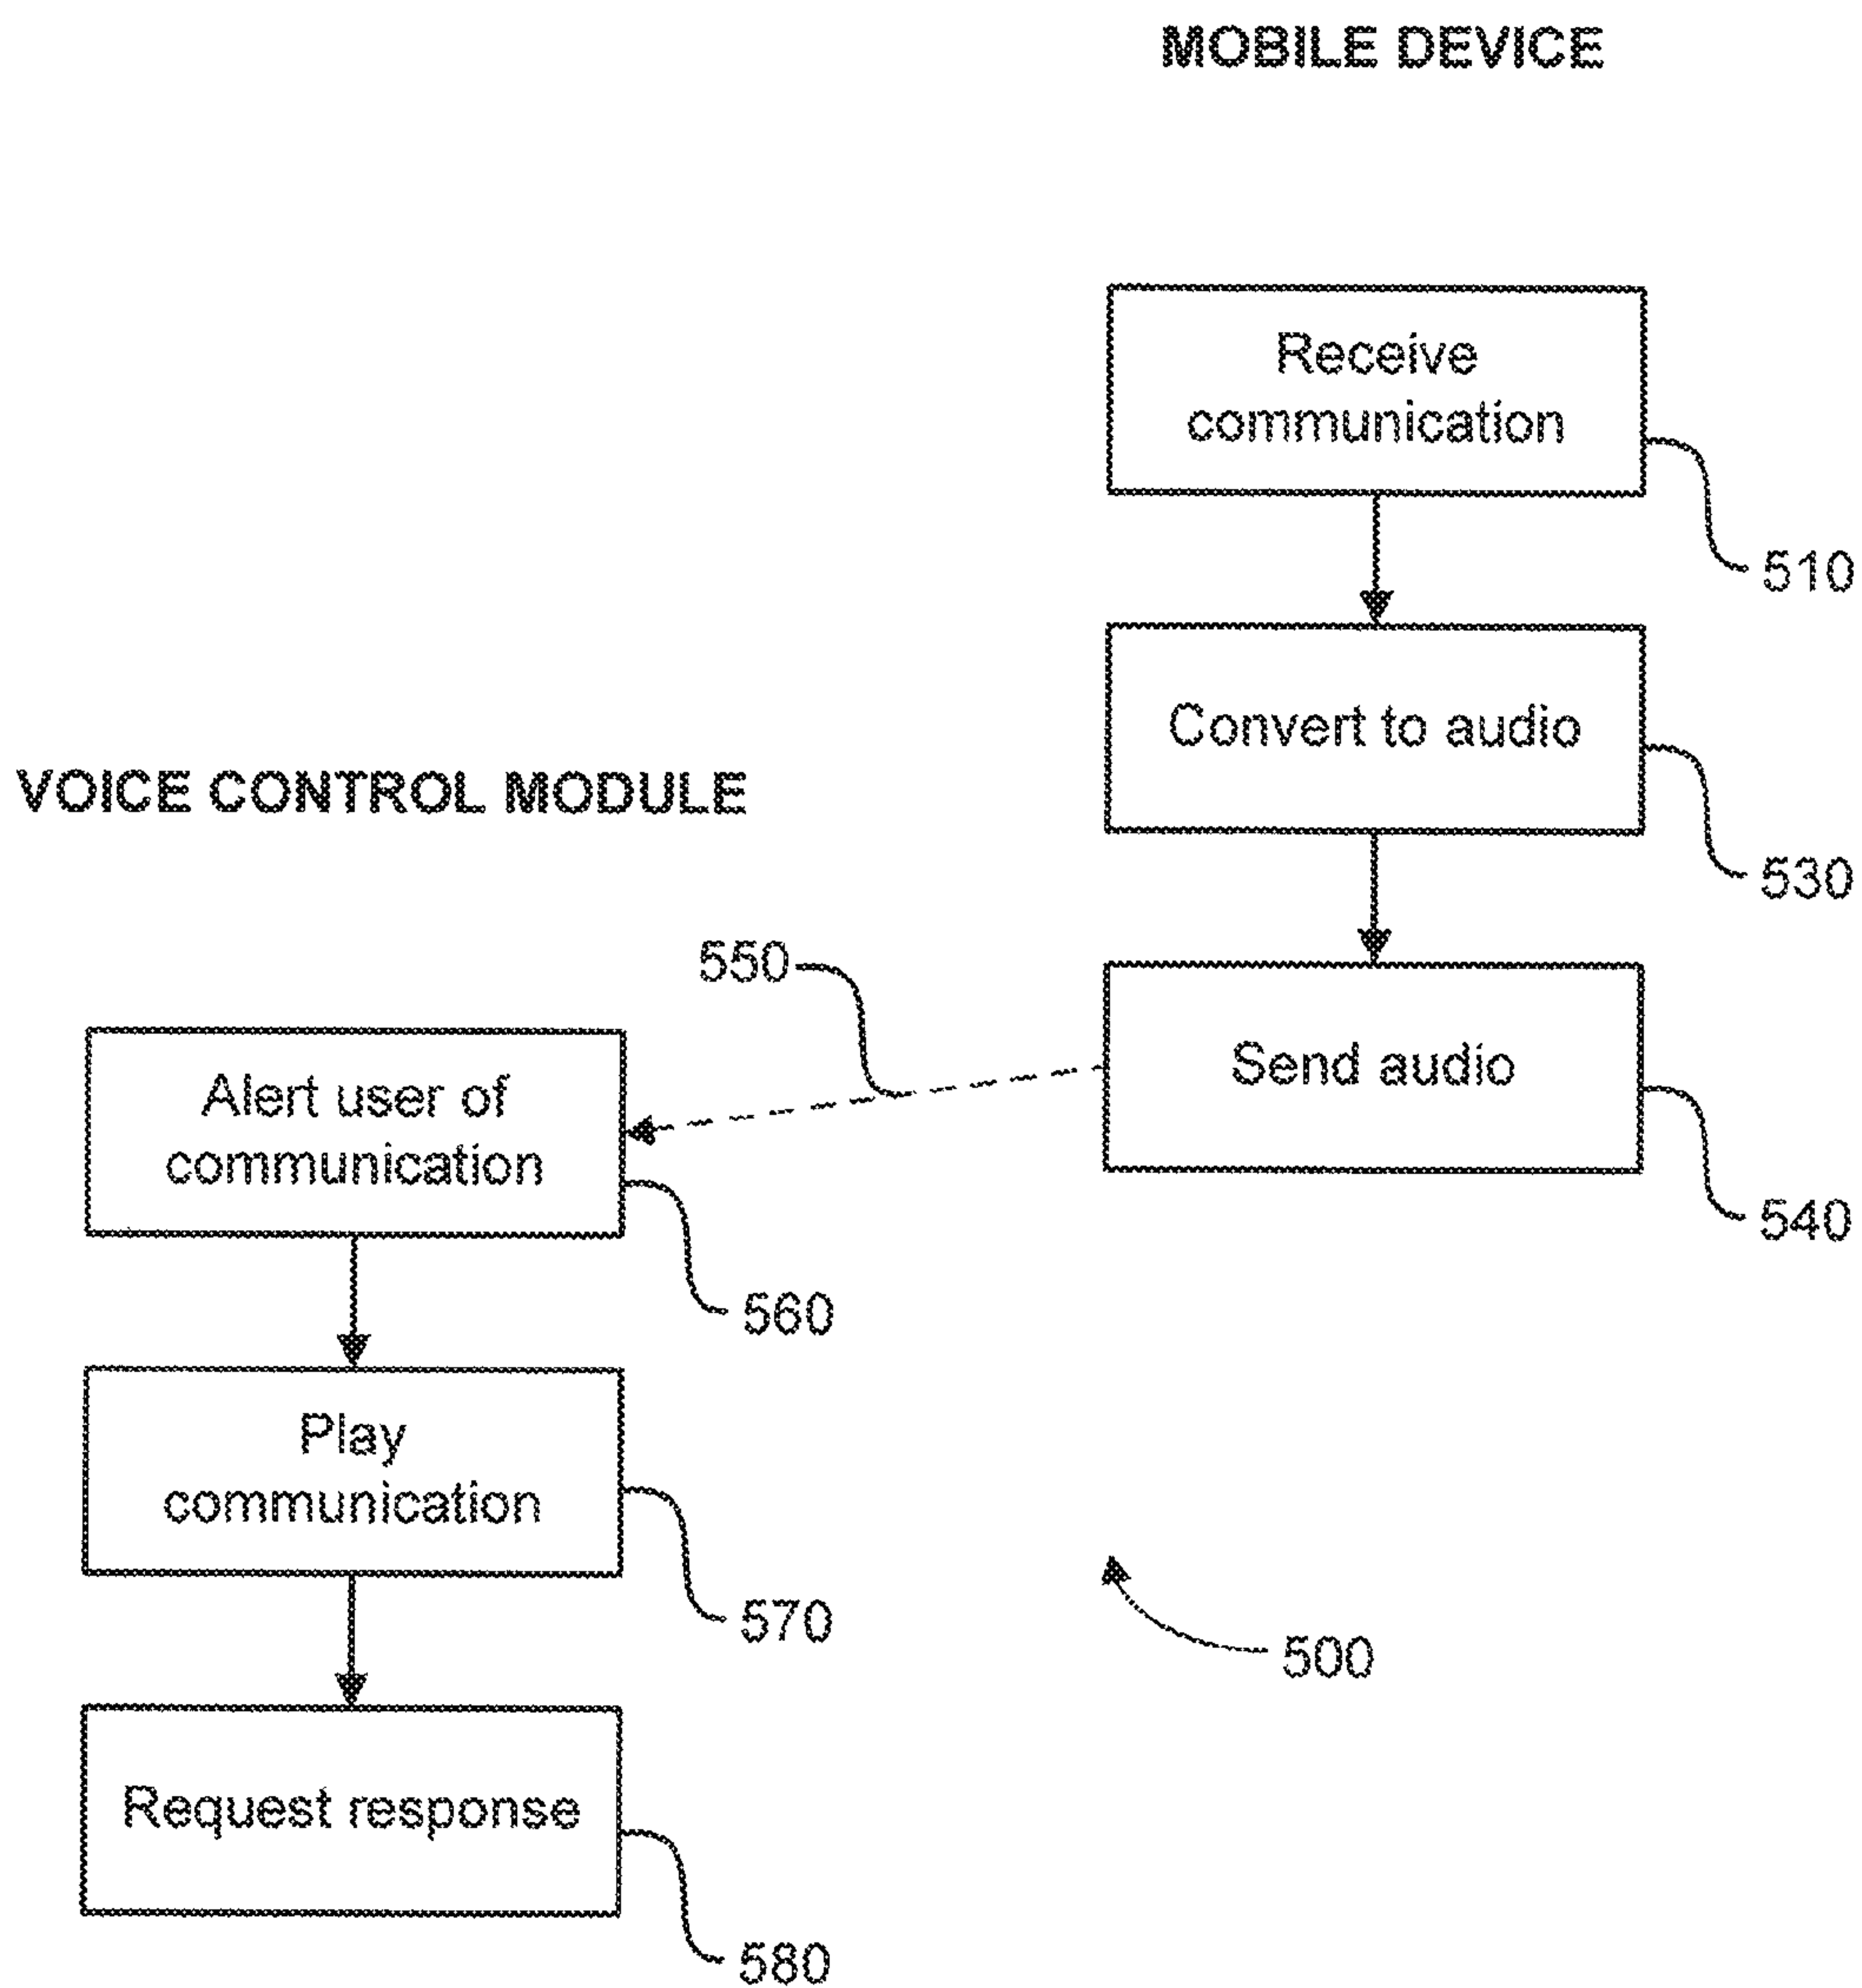 MOBILE DEVICE
Receive
communication
510
Convert to audio
530
Send audio
540
VOICE CONTROL MODULE
550
Alert user of
communication
560
Play
communication
570
Request response
580
500